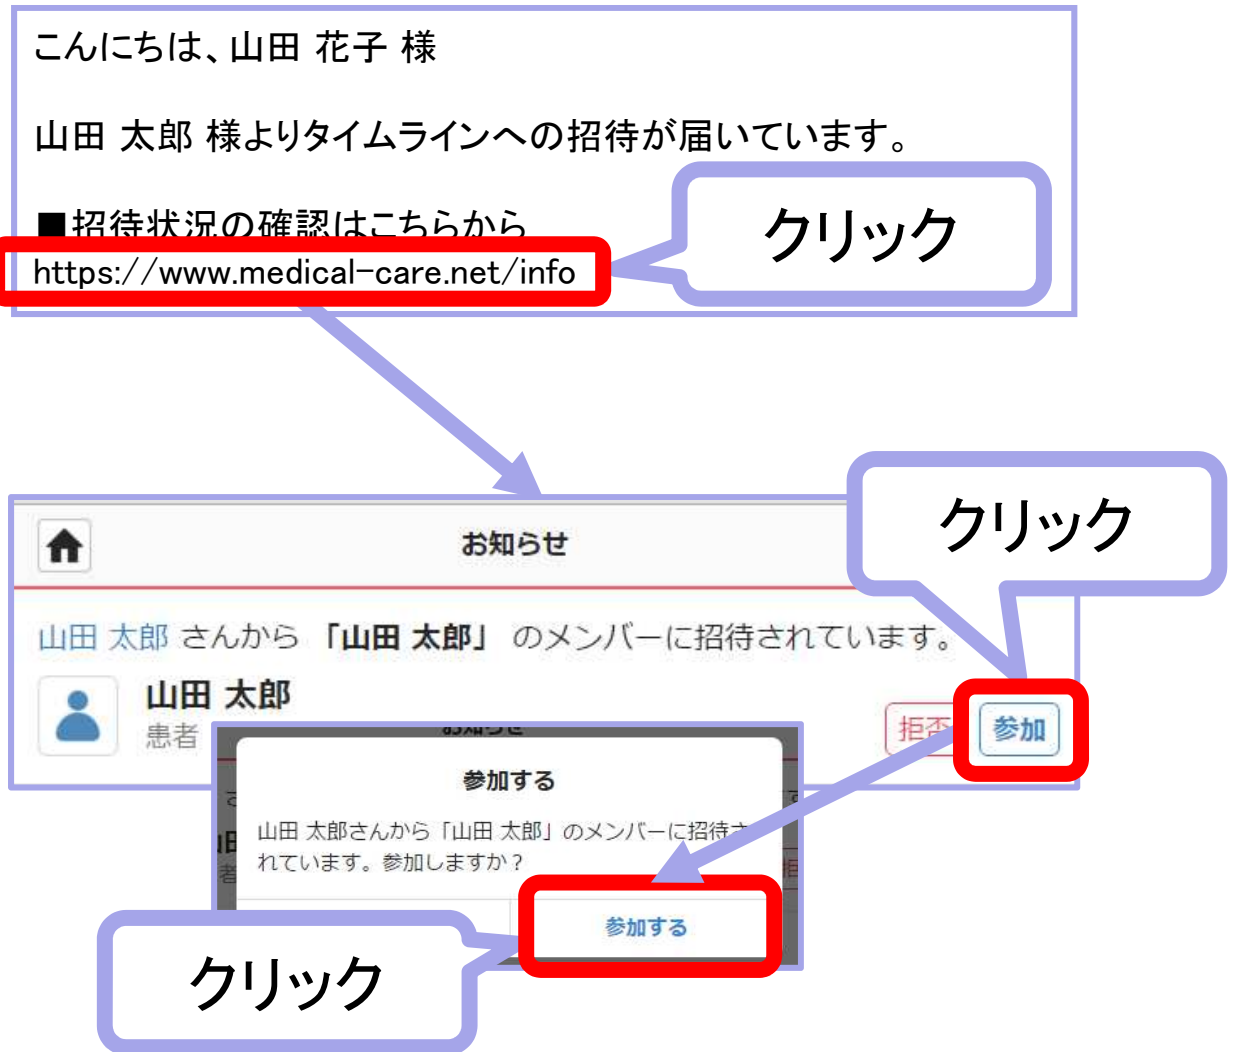 こんにちは、山田 花子 様
山田 太郎 様よりタイムラインへの招待が届いています。
■招待状況の確認はこちらから
https://www.medical-care.net/info
クリック
クリック
お知らせ
山田 太郎 さんから 「山田 太郎」 のメンバーに招待されています。
山田 太郎
患者
拒否
参加
お知らせ
参加する
山田 太郎さんから「山田 太郎」のメンバーに招待さ
れています。参加しますか？
参加する
クリック